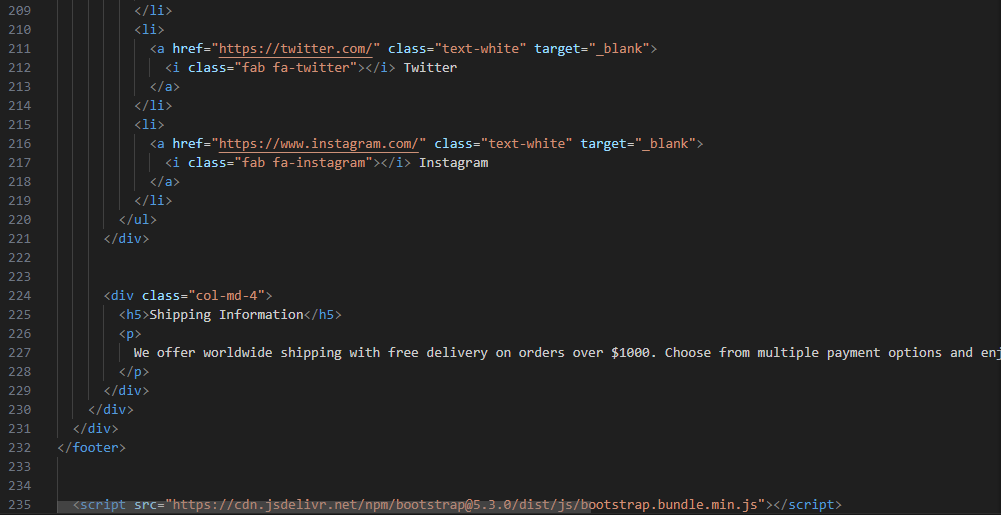 209 </li>
210 <li>
211 <a href="https://twitter.com/" class="text-white" target="_blank">
212 <i class="fab fa-twitter"></i> Twitter
213 </a>
214 </li>
215 <li>
216 <a href="https://www.instagram.com/" class="text-white" target="_blank">
217 <i class="fab fa-instagram"></i> Instagram
218 </a>
219 </li>
220 </ul>
221 </div>
222
223
224 <div class="col-md-4">
225 <h5>Shipping Information</h5>
226 <p>
227 We offer worldwide shipping with free delivery on orders over $1000. Choose from multiple payment options and enj
228 </p>
229 </div>
230 </div>
231 </div>
232 </footer>
233
234
235 <script src="https://cdn.jsdelivr.net/npm/bootstrap@5.3.0/dist/js/bootstrap.bundle.min.js"></script>